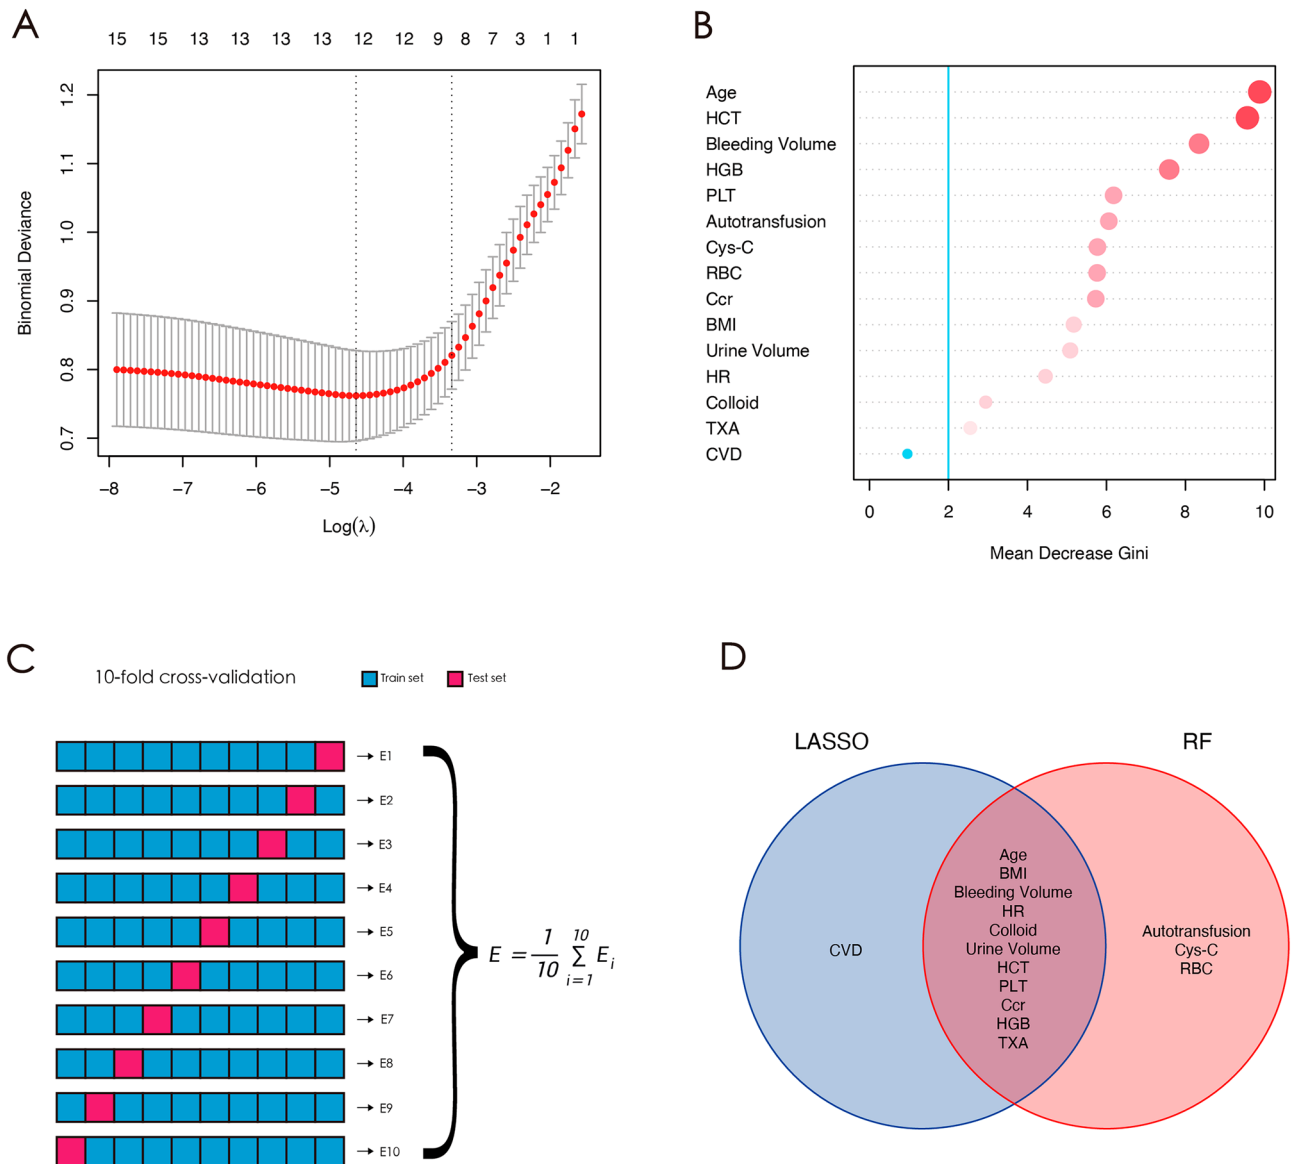 A
15 15 13 13 13 13 12 12 9 8 7 3 1 1
Binomial Deviance
1.2
1.1
1.0
0.9
0.8
0.7
−8 −7 −6 −5 −4 −3 −2
Log(λ)
B
Age
HCT
Bleeding Volume
HGB
PLT
Autotransfusion
Cys-C
RBC
Ccr
BMI
Urine Volume
HR
Colloid
TXA
CVD
0 2 4 6 8 10
Mean Decrease Gini
C
10-fold cross-validation
Train set
Test set
E1
E2
E3
E4
E5
E6
E7
E8
E9
E10
E = 1/10 Σ i=1 10 Ei
D
LASSO
RF
CVD
Age
BMI
Bleeding Volume
HR
Colloid
Urine Volume
HCT
PLT
Ccr
HGB
TXA
Autotransfusion
Cys-C
RBC